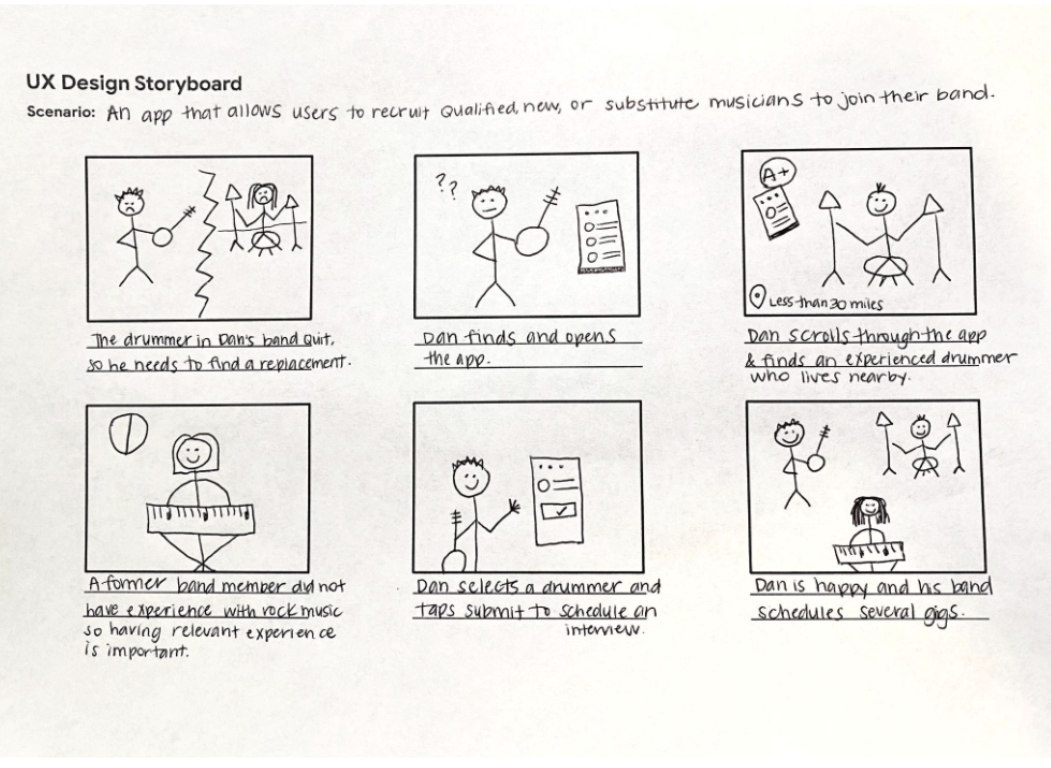 UX Design Storyboard
Scenario: An app that allows users to recruit qualified, new, or substitute musicians to join their band.
The drummer in Dan's band quit,
so he needs to find a replacement.
??
Dan finds and opens
the app.
A+
Less than 30 miles
Dan scrolls through the app
& finds an experienced drummer
who lives nearby.
A former band member did not
have experience with rock music
so having relevant experience
is important.
Dan selects a drummer and
taps submit to schedule an
interview.
Dan is happy and his band
schedules several gigs.